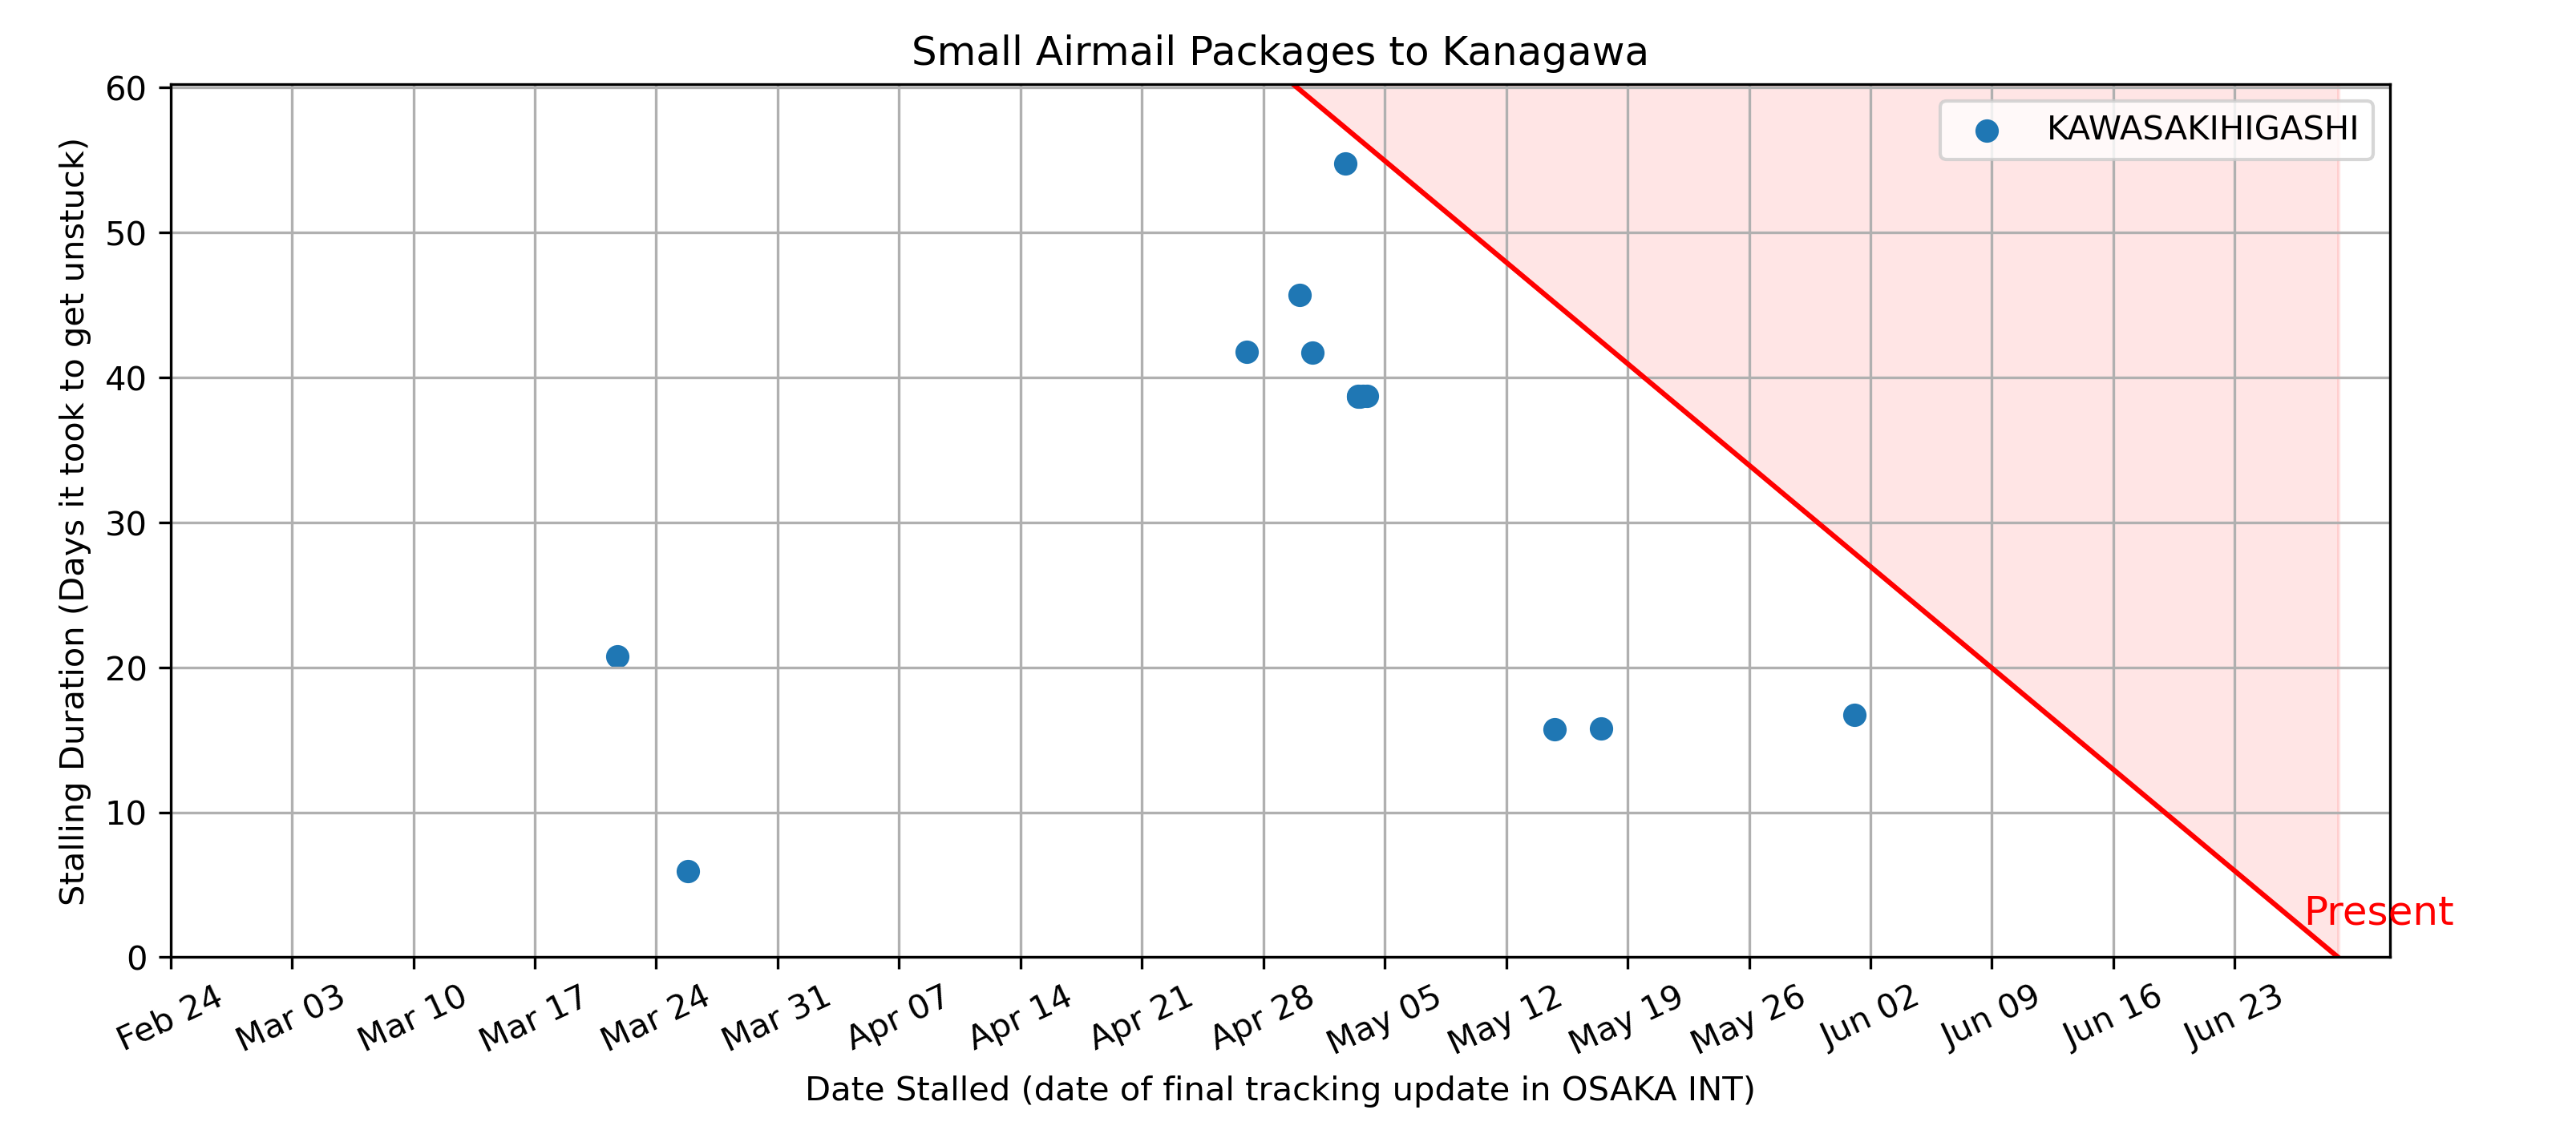 Small Airmail Packages to Kanagawa
KAWASAKIHIGASHI
Stalling Duration (Days it took to get unstuck)
60
50
40
30
20
10
0
Present
Feb 24
Mar 03
Mar 10
Mar 17
Mar 24
Mar 31
Apr 07
Apr 14
Apr 21
Apr 28
May 05
May 12
May 19
May 26
Jun 02
Jun 09
Jun 16
Jun 23
Date Stalled (date of final tracking update in OSAKA INT)